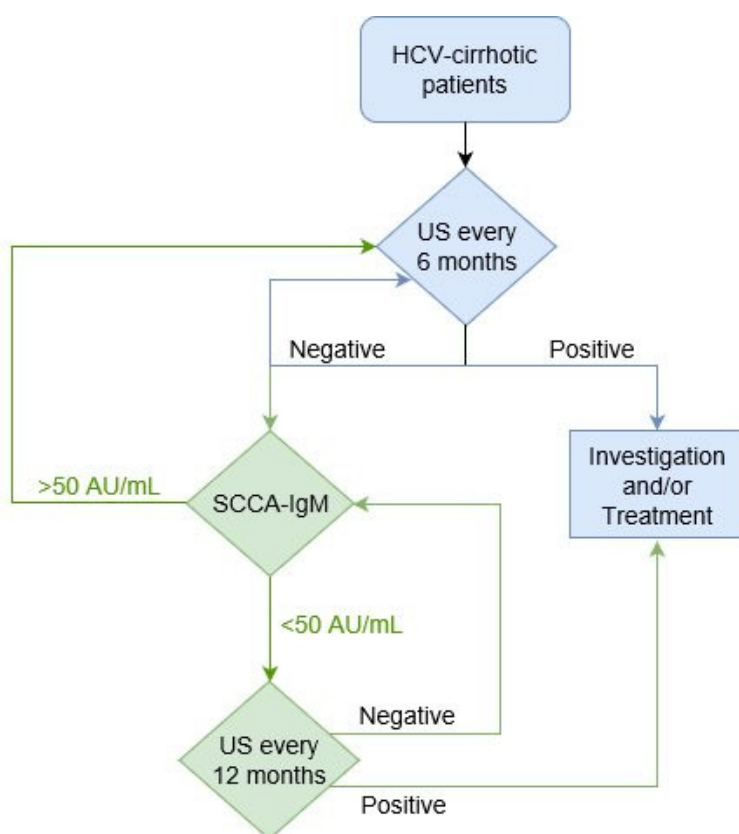 HCV-cirrhotic
patients
US every
6 months
Negative
Positive
>50 AU/mL
SCCA-IgM
Investigation
and/or
Treatment
<50 AU/mL
Negative
US every
12 months
Positive